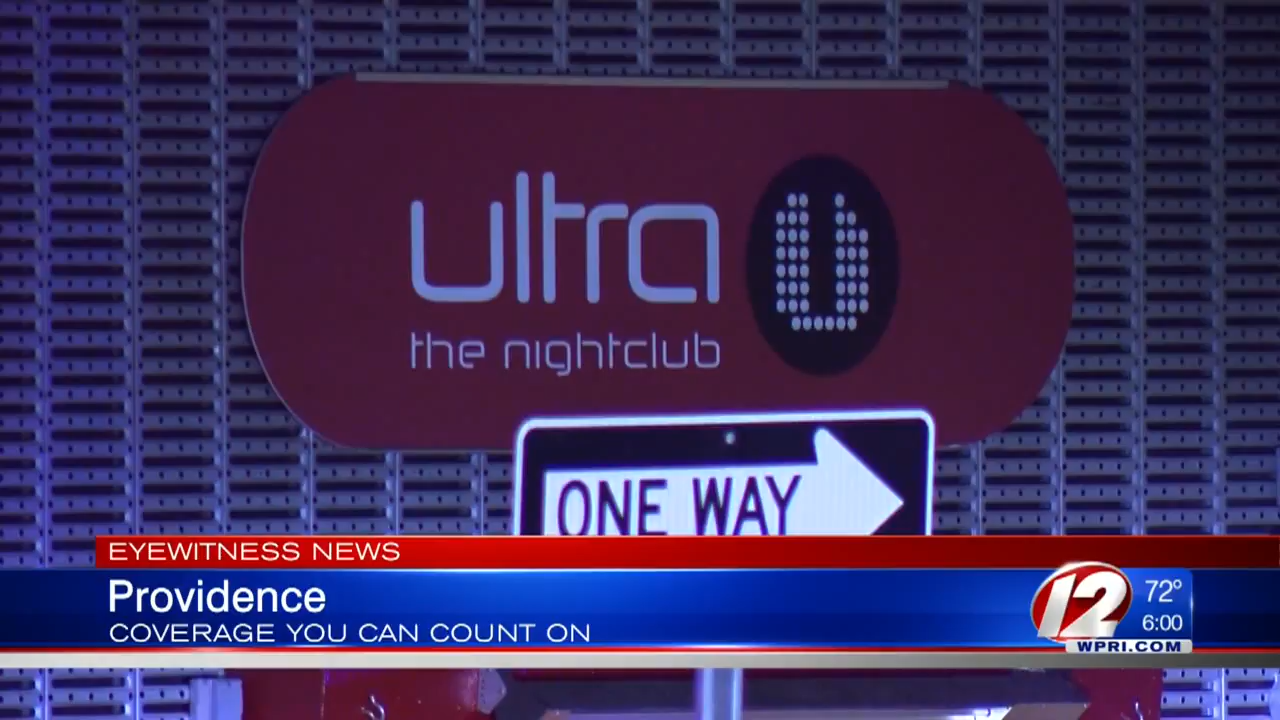 ultra U
the nightclub
ONE WAY
EYEWITNESS NEWS
Providence
COVERAGE YOU CAN COUNT ON
12
72°
6:00
WPRI.COM